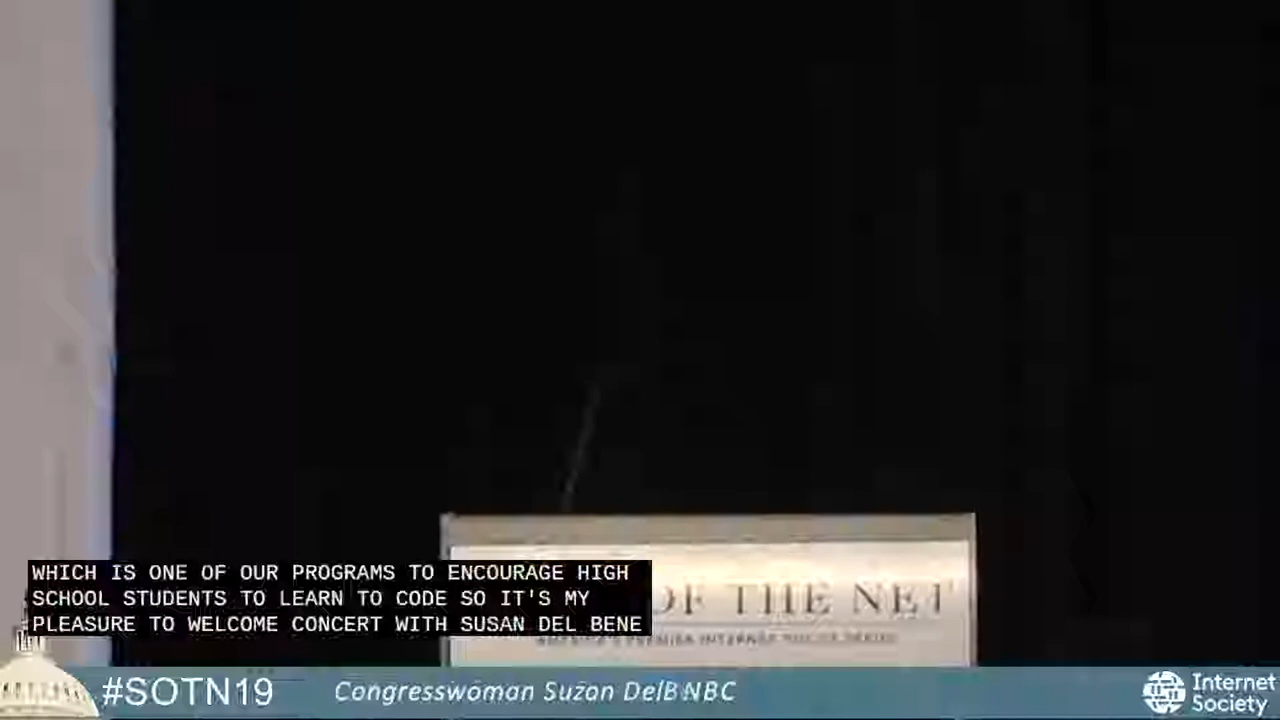 OF THE NET
WHICH IS ONE OF OUR PROGRAMS TO ENCOURAGE HIGH
SCHOOL STUDENTS TO LEARN TO CODE SO IT'S MY
PLEASURE TO WELCOME CONCERT WITH SUSAN DEL BENE
#SOTN19
Congresswoman Suzan DelBNBC
Internet
Society